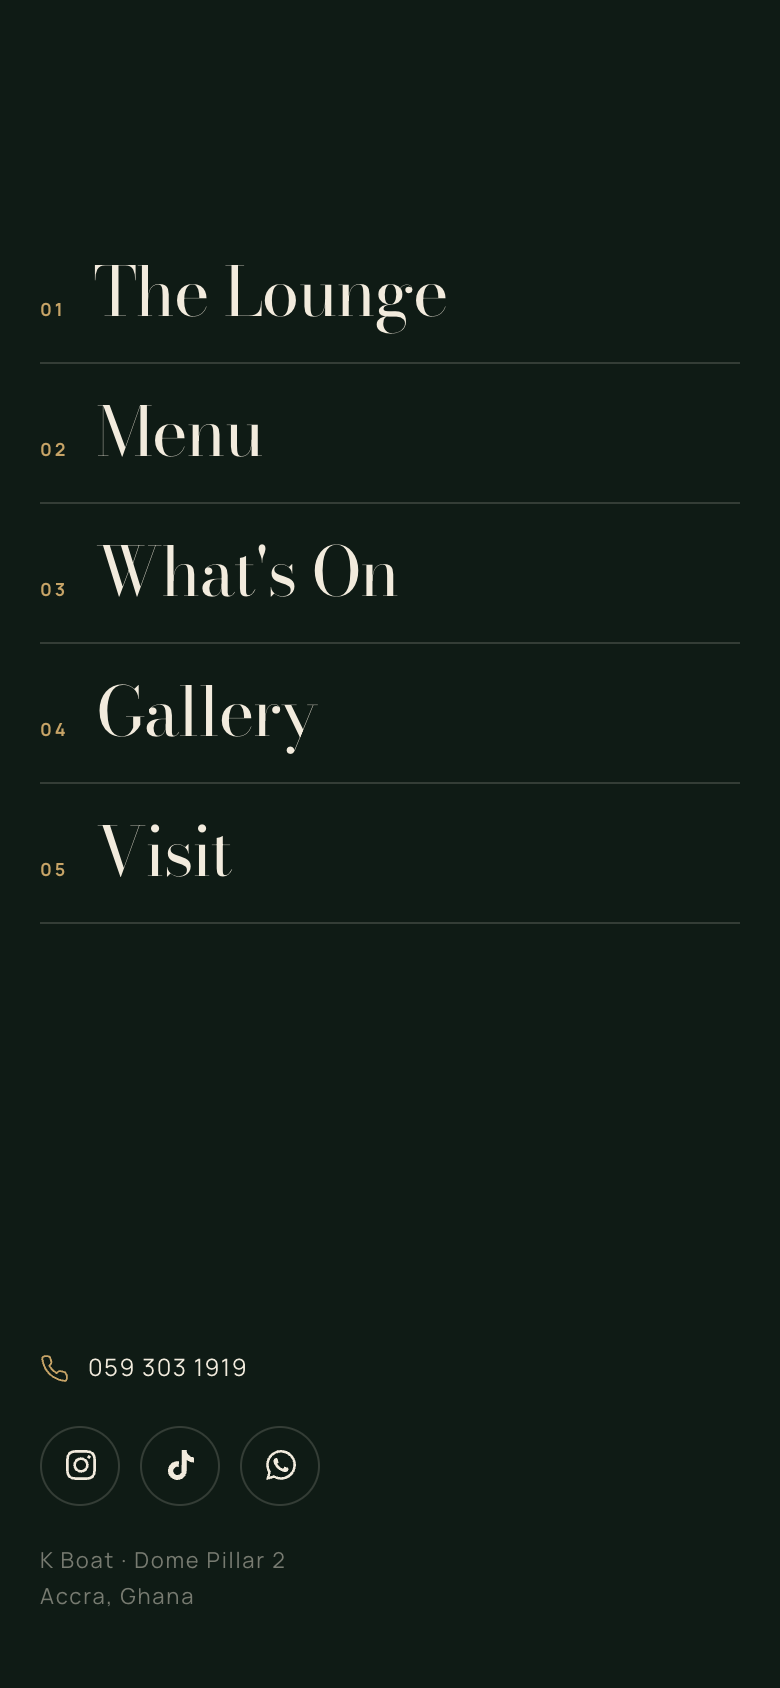 01 The Lounge
02 Menu
03 What's On
04 Gallery
05 Visit
059 303 1919
K Boat · Dome Pillar 2
Accra, Ghana